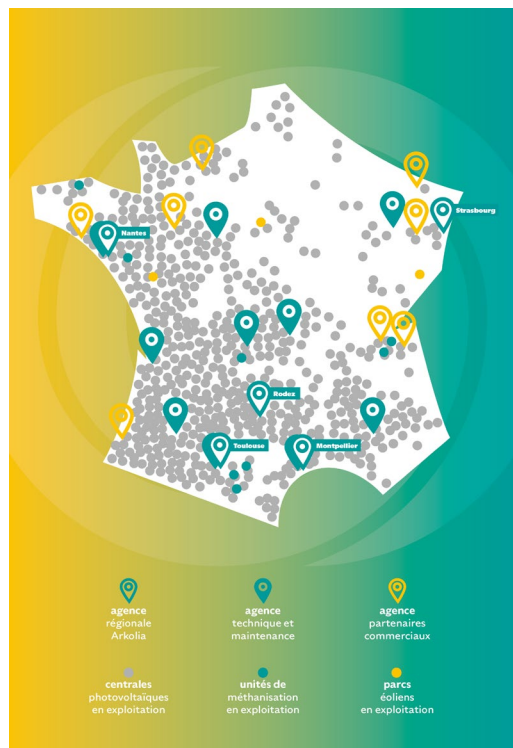 Strasbourg
Nantes
Rodez
Toulouse
Montpellier
agence
régionale
Arkolia
agence
technique et
maintenance
agence
partenaires
commerciaux
centrales
photovoltaïques
en exploitation
unités de
méthanisation
en exploitation
parcs
éoliens
en exploitation